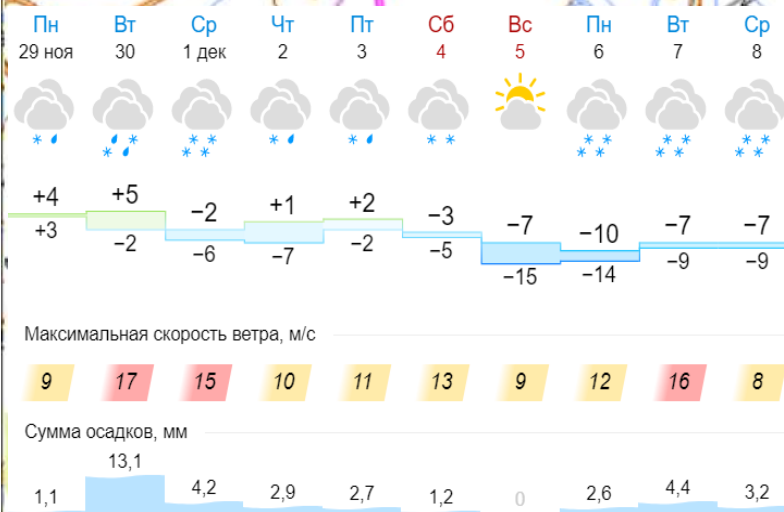 Пн Вт Ср Чт Пт Сб Вс Пн Вт Ср
29 ноя 30 1 дек 2 3 4 5 6 7 8
+4 +5 −2 +1 +2 −3 −7 −10 −7 −7
+3 −2 −6 −7 −2 −5 −15 −14 −9 −9
Максимальная скорость ветра, м/с
9 17 15 10 11 13 9 12 16 8
Сумма осадков, мм
1,1 13,1 4,2 2,9 2,7 1,2 0 2,6 4,4 3,2